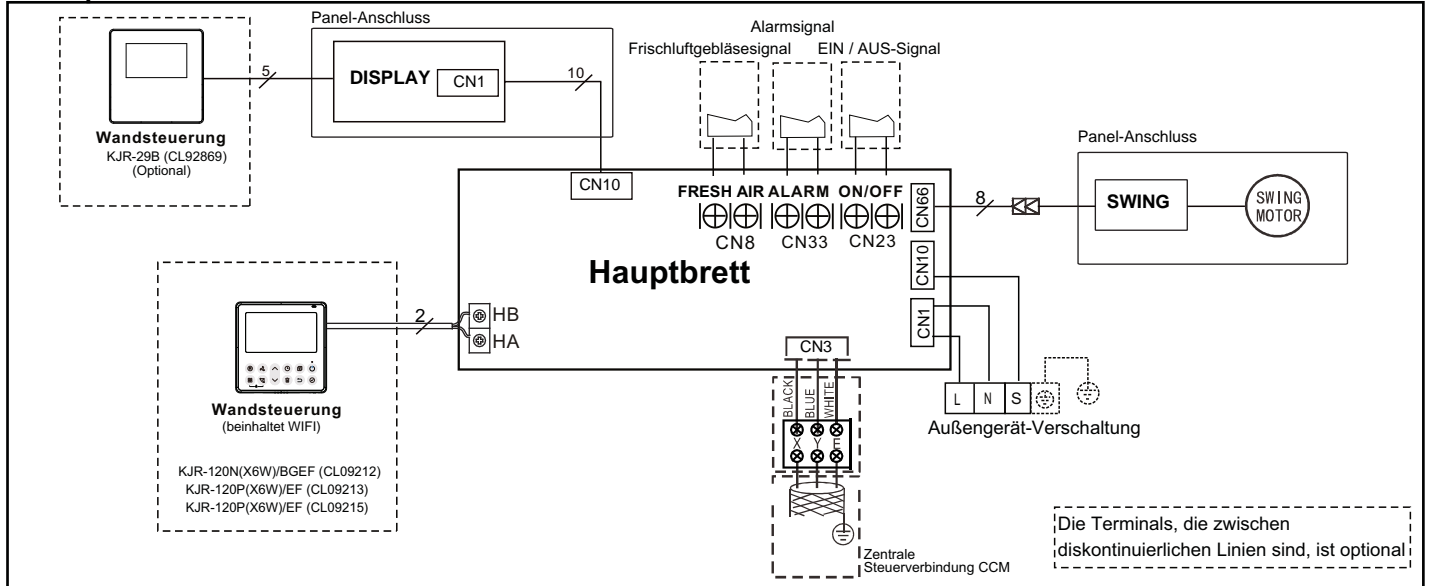 Panel-Anschluss
DISPLAY
CN1
5
10
Wandsteuerung
KJR-29B (CL92869)
(Optional)
Alarmsignal
Frischluftgebläsesignal
EIN / AUS-Signal
Panel-Anschluss
SWING
SWING
MOTOR
8
CN10
FRESH AIR
ALARM
ON/OFF
CN8
CN33
CN23
CN66
CN10
CN1
Hauptbrett
2
HB
HA
Wandsteuerung
(beinhaltet WIFI)
KJR-120N(X6W)/BGEF (CL09212)
KJR-120P(X6W)/EF (CL09213)
KJR-120P(X6W)/EF (CL09215)
CN3
BLACK
BLUE
WHITE
X
Y
E
L
N
S
Außengerät-Verschaltung
Zentrale
Steuerverbindung CCM
Die Terminals, die zwischen
diskontinuierlichen Linien sind, ist optional